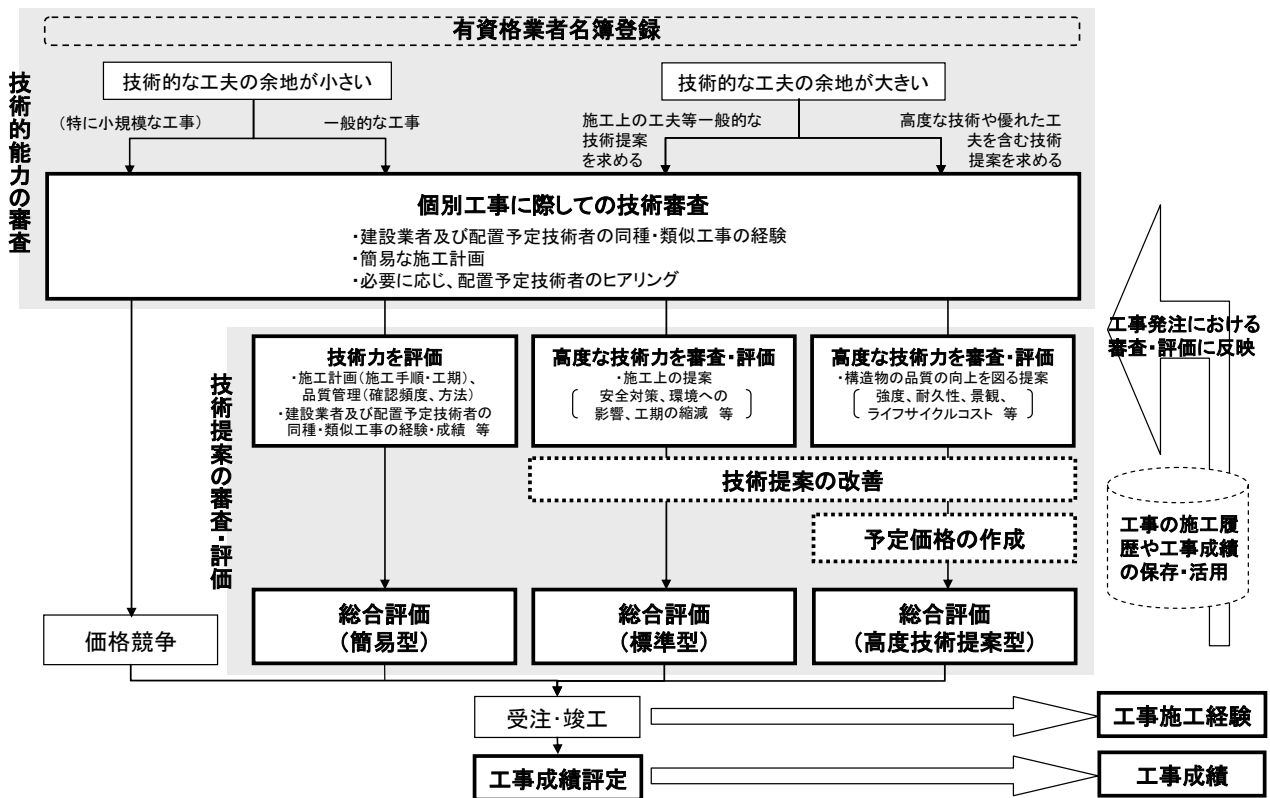 有資格業者名簿登録
技術的能力の審査
技術的な工夫の余地が小さい
技術的な工夫の余地が大きい
(特に小規模な工事)
一般的な工事
施工上の工夫等一般的な
技術提案
を求める
高度な技術や優れた工
夫を含む技術
提案を求める
個別工事に際しての技術審査
・建設業者及び配置予定技術者の同種・類似工事の経験
・簡易な施工計画
・必要に応じ、配置予定技術者のヒアリング
技術提案の審査・評価
技術力を評価
・施工計画(施工手順・工期)、
品質管理(確認頻度、方法)
・建設業者及び配置予定技術者の
同種・類似工事の経験・成績 等
高度な技術力を審査・評価
・施工上の提案
安全対策、環境への
影響、工期の縮減 等
高度な技術力を審査・評価
・構造物の品質の向上を図る提案
強度、耐久性、景観、
ライフサイクルコスト 等
技術提案の改善
予定価格の作成
価格競争
総合評価
(簡易型)
総合評価
(標準型)
総合評価
(高度技術提案型)
工事発注における
審査・評価に反映
工事の施工履
歴や工事成績
の保存・活用
受注・竣工
工事施工経験
工事成績評定
工事成績